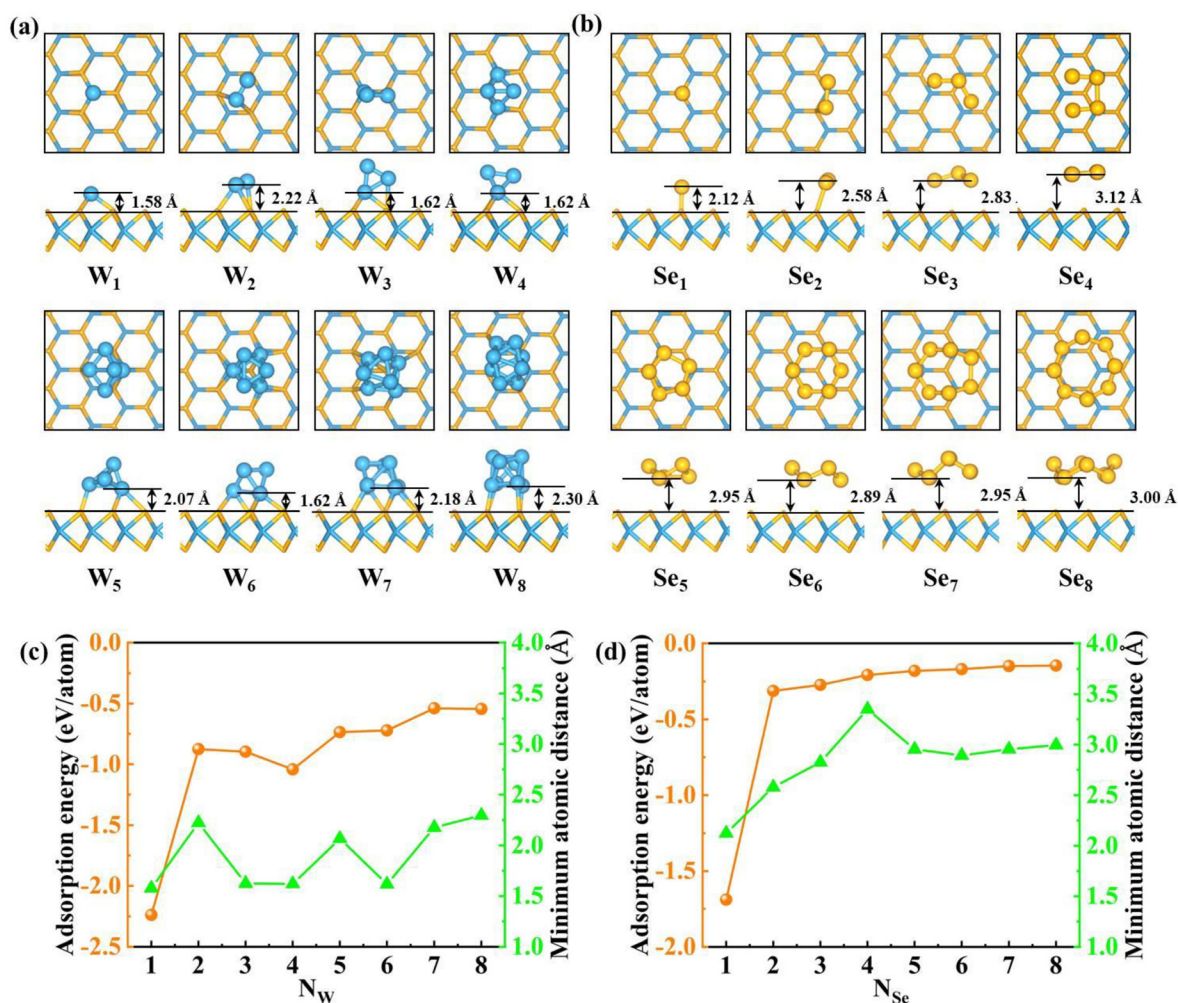 (a)
(b)
1.58 Å
2.22 Å
1.62 Å
1.62 Å
2.12 Å
2.58 Å
2.83
3.12 Å
W₁
W₂
W₃
W₄
Se₁
Se₂
Se₃
Se₄
2.07 Å
1.62 Å
2.18 Å
2.30 Å
2.95 Å
2.89 Å
2.95 Å
3.00 Å
W₅
W₆
W₇
W₈
Se₅
Se₆
Se₇
Se₈
(c)
Adsorption energy (eV/atom)
0.0
-0.5
-1.0
-1.5
-2.0
-2.5
4.0
3.5
3.0
2.5
2.0
1.5
1.0
Minimum atomic distance (Å)
1 2 3 4 5 6 7 8
N_W
(d)
Adsorption energy (eV/atom)
0.0
-0.5
-1.0
-1.5
-2.0
4.0
3.5
3.0
2.5
2.0
1.5
1.0
Minimum atomic distance (Å)
1 2 3 4 5 6 7 8
N_Se